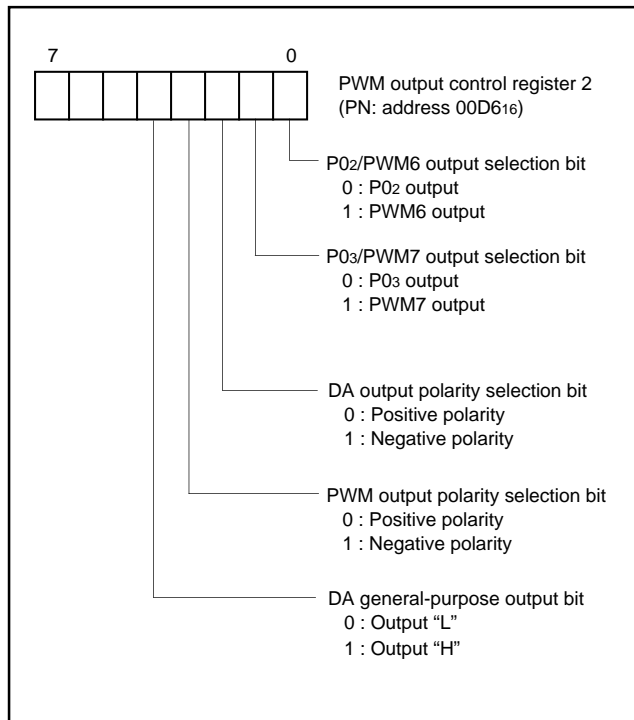 7 0
PWM output control register 2
(PN: address 00D6₁₆)
P0₂/PWM6 output selection bit
0 : P0₂ output
1 : PWM6 output
P0₃/PWM7 output selection bit
0 : P0₃ output
1 : PWM7 output
DA output polarity selection bit
0 : Positive polarity
1 : Negative polarity
PWM output polarity selection bit
0 : Positive polarity
1 : Negative polarity
DA general-purpose output bit
0 : Output “L”
1 : Output “H”